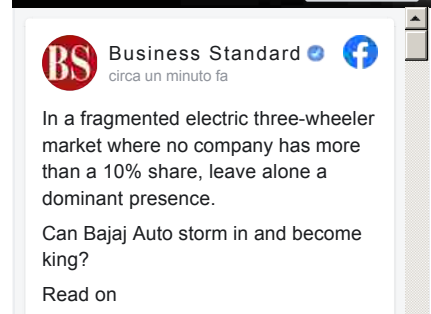 BS
Business Standard
circa un minuto fa
In a fragmented electric three-wheeler
market where no company has more
than a 10% share, leave alone a
dominant presence.
Can Bajaj Auto storm in and become
king?
Read on